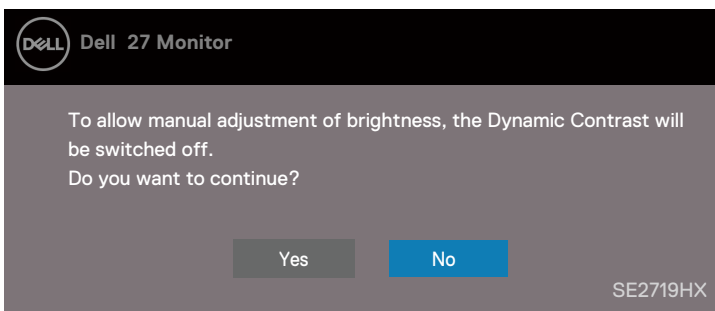 DELL Dell 27 Monitor
To allow manual adjustment of brightness, the Dynamic Contrast will
be switched off.
Do you want to continue?
Yes No
SE2719HX